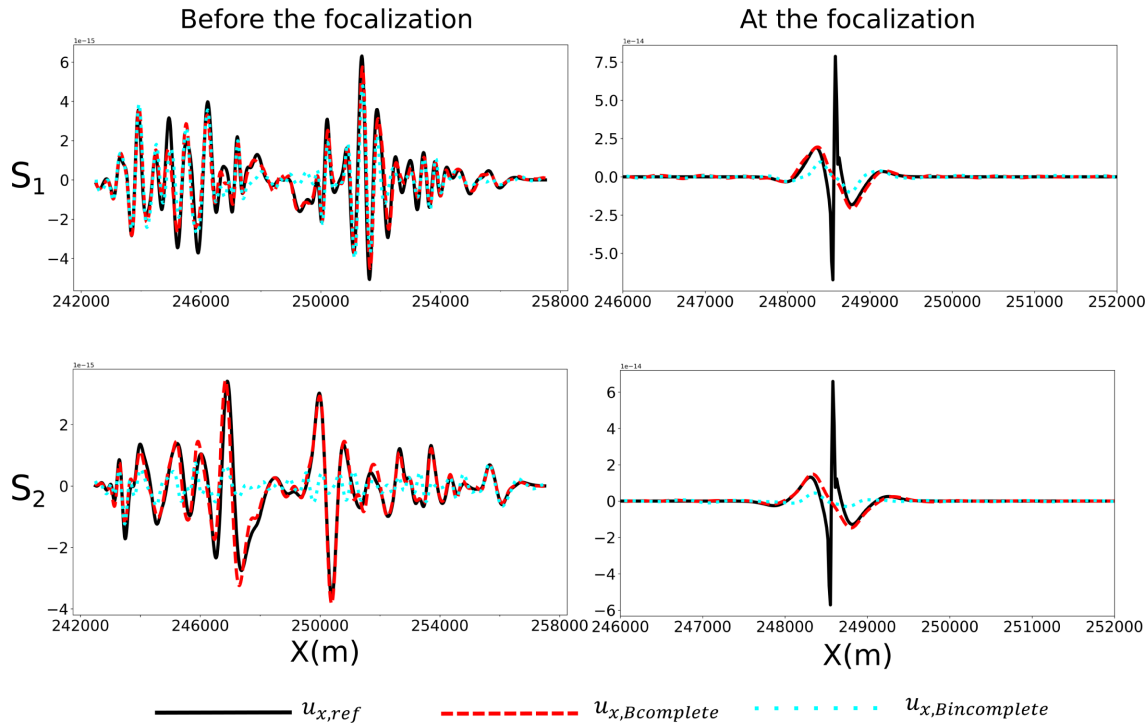 Before the focalization
At the focalization
1e−15
6
4
2
0
−2
−4
S1
242000 246000 250000 254000 258000
1e−14
7.5
5.0
2.5
0.0
-2.5
-5.0
246000 247000 248000 249000 250000 251000 252000
1e−15
2
0
−2
−4
S2
242000 246000 250000 254000 258000
X(m)
1e−14
6
4
2
0
−2
−4
−6
246000 247000 248000 249000 250000 251000 252000
X(m)
u_x,ref
u_x,Bcomplete
u_x,Bincomplete